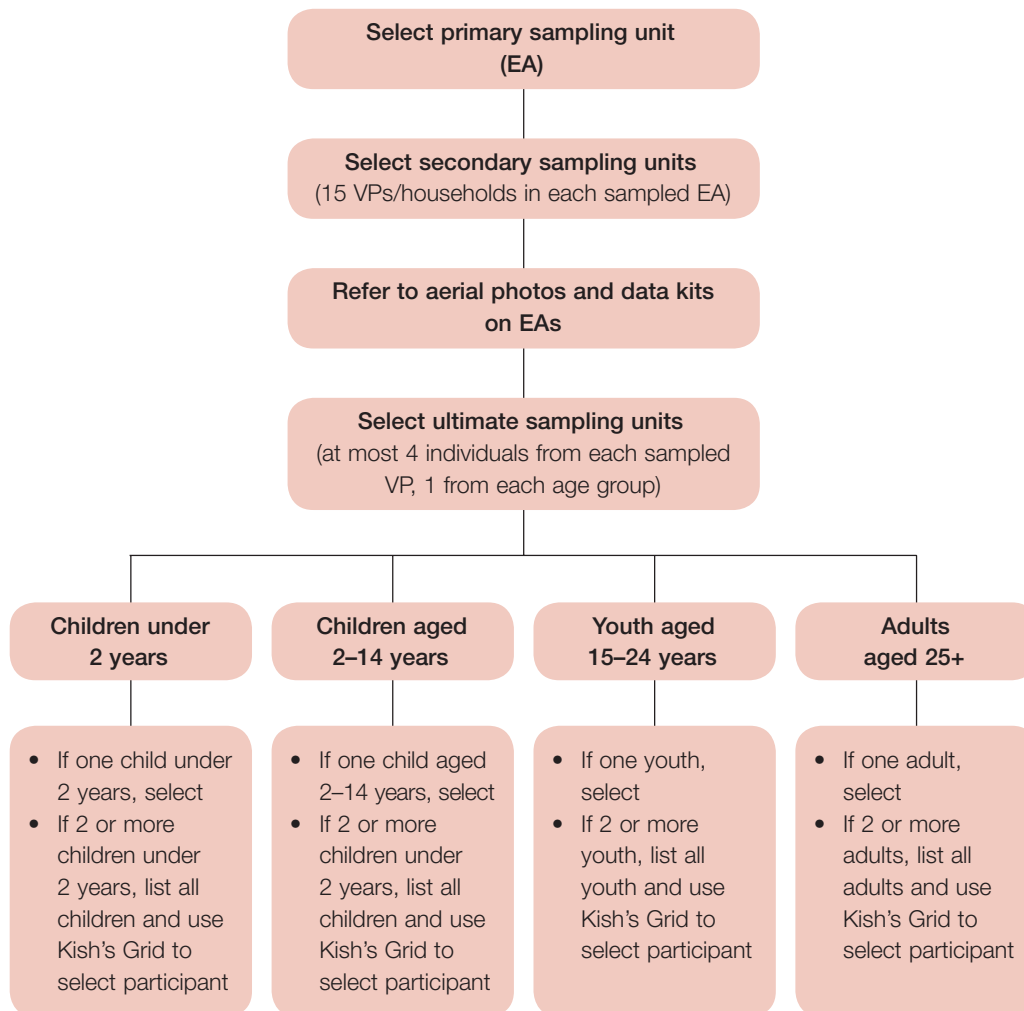 Select primary sampling unit
(EA)
Select secondary sampling units
(15 VPs/households in each sampled EA)
Refer to aerial photos and data kits
on EAs
Select ultimate sampling units
(at most 4 individuals from each sampled
VP, 1 from each age group)
Children under
2 years
Children aged
2–14 years
Youth aged
15–24 years
Adults
aged 25+
• If one child under
2 years, select
• If 2 or more
children under
2 years, list all
children and use
Kish’s Grid to
select participant
• If one child aged
2–14 years, select
• If 2 or more
children under
2 years, list all
children and use
Kish’s Grid to
select participant
• If one youth,
select
• If 2 or more
youth, list all
youth and use
Kish’s Grid to
select participant
• If one adult,
select
• If 2 or more
adults, list all
adults and use
Kish’s Grid to
select participant